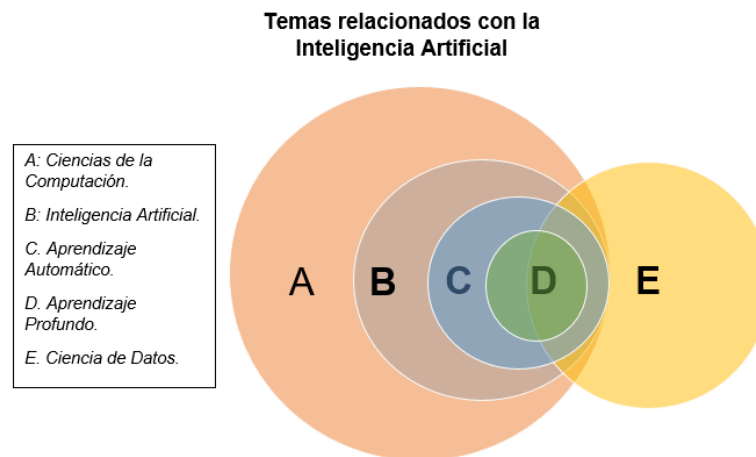 Temas relacionados con la
Inteligencia Artificial
A: Ciencias de la
Computación.
B: Inteligencia Artificial.
C. Aprendizaje
Automático.
D. Aprendizaje
Profundo.
E. Ciencia de Datos.
A B C D E